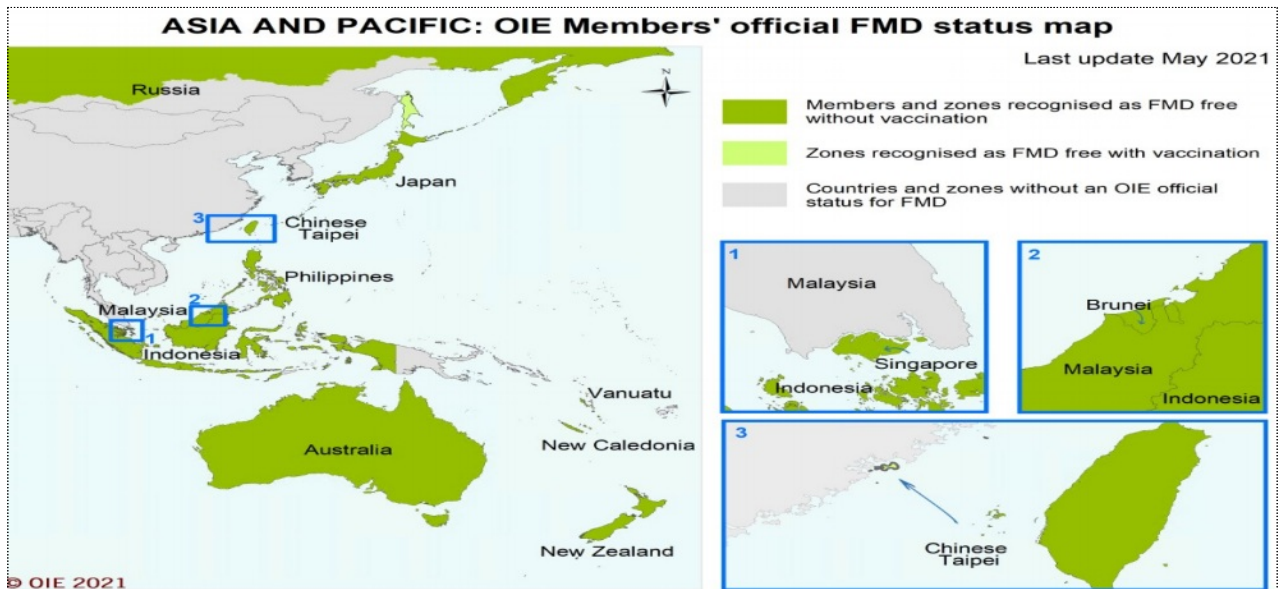 ASIA AND PACIFIC: OIE Members' official FMD status map
Last update May 2021
N
Members and zones recognised as FMD free
without vaccination
Zones recognised as FMD free with vaccination
Countries and zones without an OIE official
status for FMD
Russia
Japan
3
Chinese
Taipei
Philippines
Malaysia
2
1
Indonesia
Vanuatu
New Caledonia
Australia
New Zealand
1
Malaysia
Singapore
Indonesia
2
Brunei
Malaysia
Indonesia
3
Chinese
Taipei
© OIE 2021